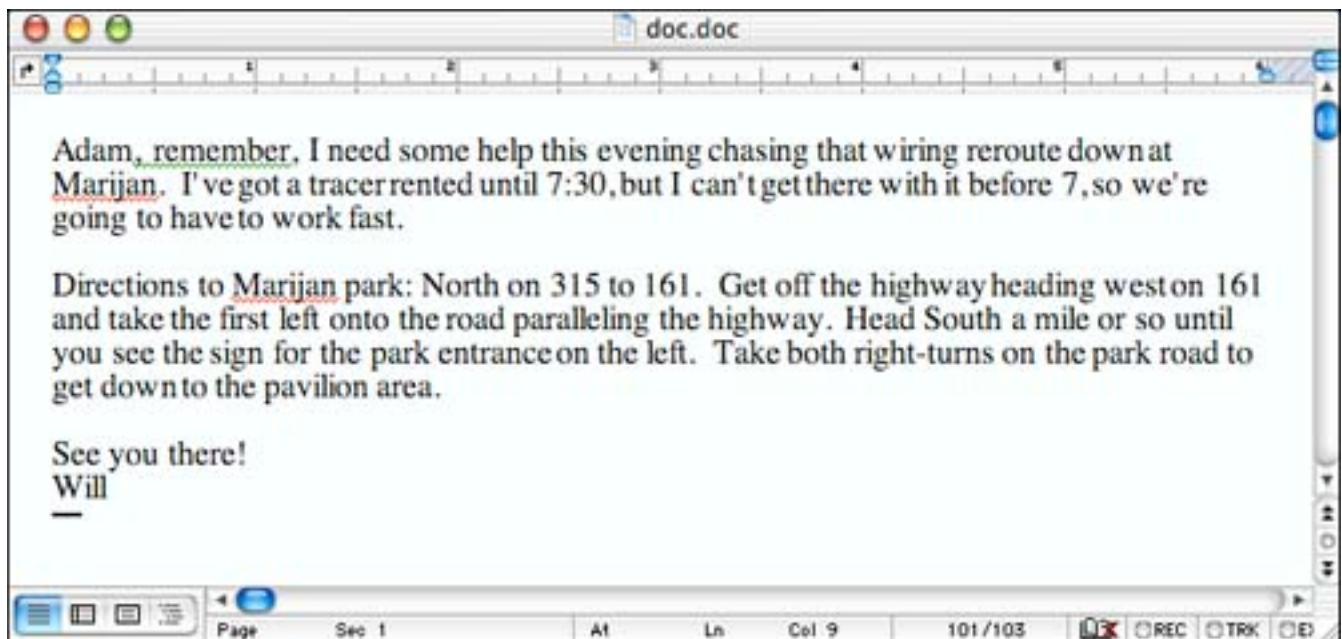 doc.doc
1 2 3 4 5 6
Adam, remember, I need some help this evening chasing that wiring reroute down at
Marijan. I've got a tracer rented until 7:30, but I can't get there with it before 7, so we're
going to have to work fast.
Directions to Marijan park: North on 315 to 161. Get off the highway heading west on 161
and take the first left onto the road paralleling the highway. Head South a mile or so until
you see the sign for the park entrance on the left. Take both right-turns on the park road to
get down to the pavilion area.
See you there!
Will
Page Sec 1 At Ln Col 9 101/103 REC TRK